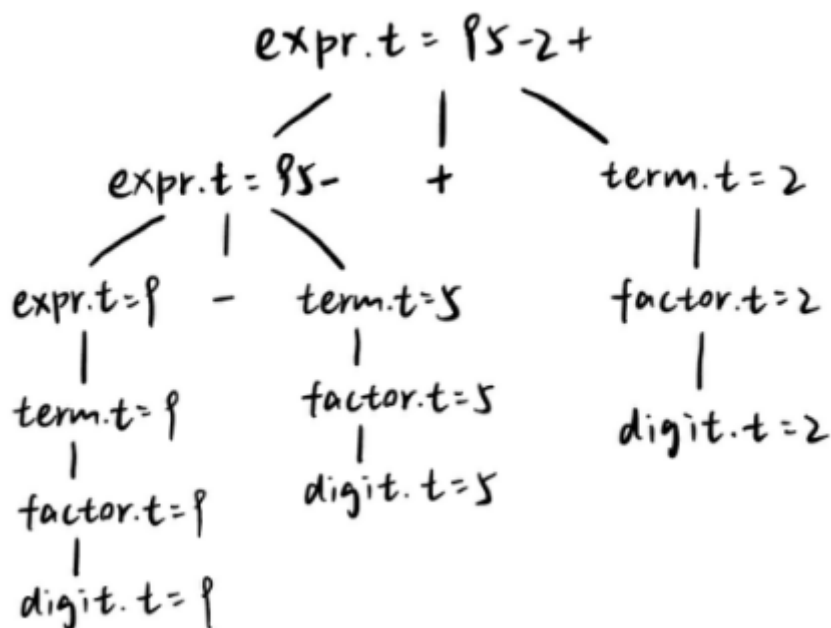 expr.t = 95-2+
expr.t = 95- + term.t = 2
expr.t=9 - term.t=5 factor.t=2
term.t=9 factor.t=5 digit.t=2
factor.t=9 digit.t=5
digit.t=9